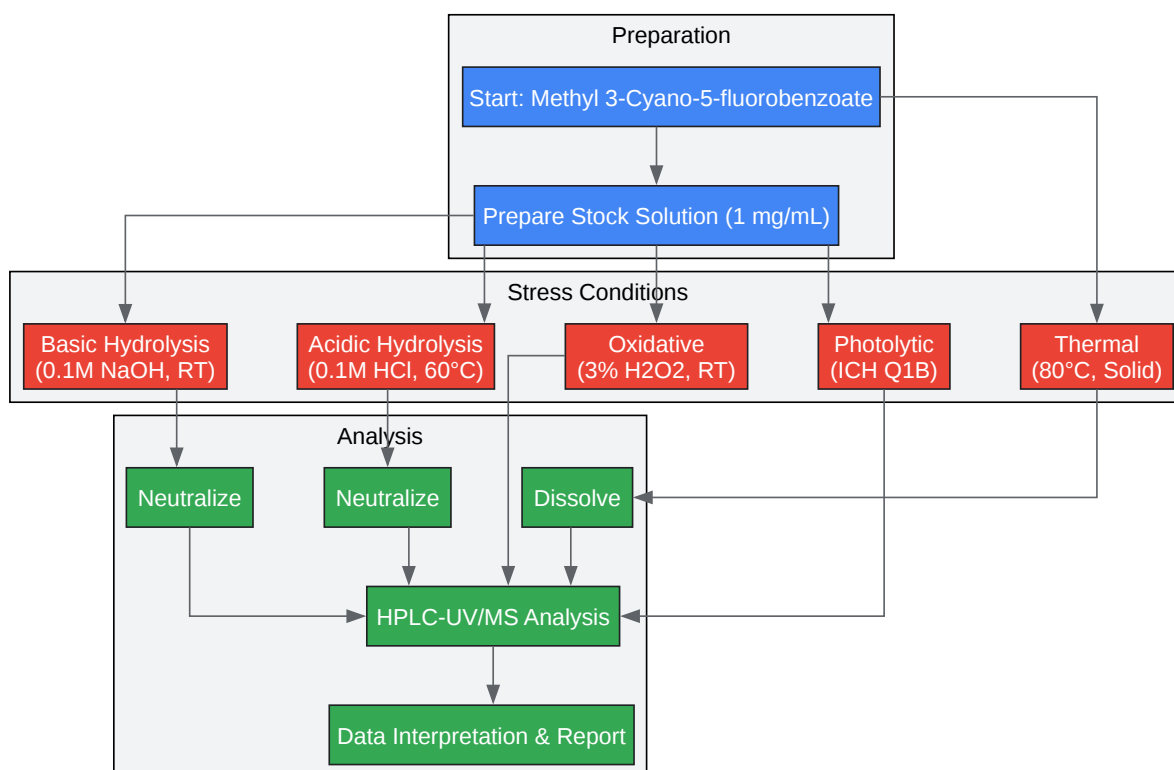 Preparation
Start: Methyl 3-Cyano-5-fluorobenzoate
Prepare Stock Solution (1 mg/mL)
Stress Conditions
Basic Hydrolysis
(0.1M NaOH, RT)
Acidic Hydrolysis
(0.1M HCl, 60°C)
Oxidative
(3% H2O2, RT)
Photolytic
(ICH Q1B)
Thermal
(80°C, Solid)
Analysis
Neutralize
Neutralize
Dissolve
HPLC-UV/MS Analysis
Data Interpretation & Report